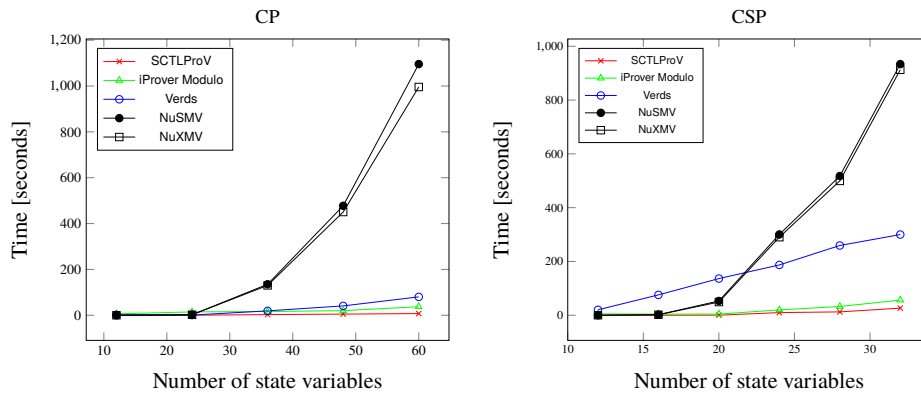 CP
1,200
1,000
800
600
400
200
0
10 20 30 40 50 60
Time [seconds]
Number of state variables
SCTLProV
iProver Modulo
Verds
NuSMV
NuXMV
CSP
1,000
800
600
400
200
0
10 15 20 25 30
Time [seconds]
Number of state variables
SCTLProV
iProver Modulo
Verds
NuSMV
NuXMV